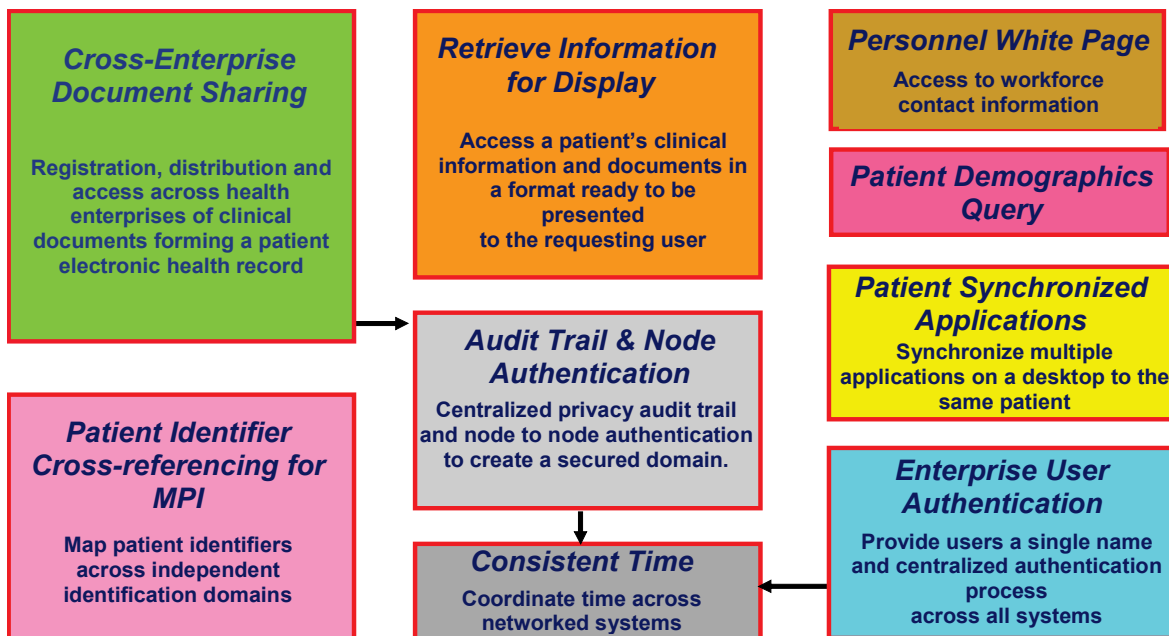 Cross-Enterprise
Document Sharing
Registration, distribution and
access across health
enterprises of clinical
documents forming a patient
electronic health record
Retrieve Information
for Display
Access a patient’s clinical
information and documents in
a format ready to be
presented
to the requesting user
Personnel White Page
Access to workforce
contact information
Patient Demographics
Query
Patient Synchronized
Applications
Synchronize multiple
applications on a desktop to the
same patient
Audit Trail & Node
Authentication
Centralized privacy audit trail
and node to node authentication
to create a secured domain.
Patient Identifier
Cross-referencing for
MPI
Map patient identifiers
across independent
identification domains
Enterprise User
Authentication
Provide users a single name
and centralized authentication
process
across all systems
Consistent Time
Coordinate time across
networked systems